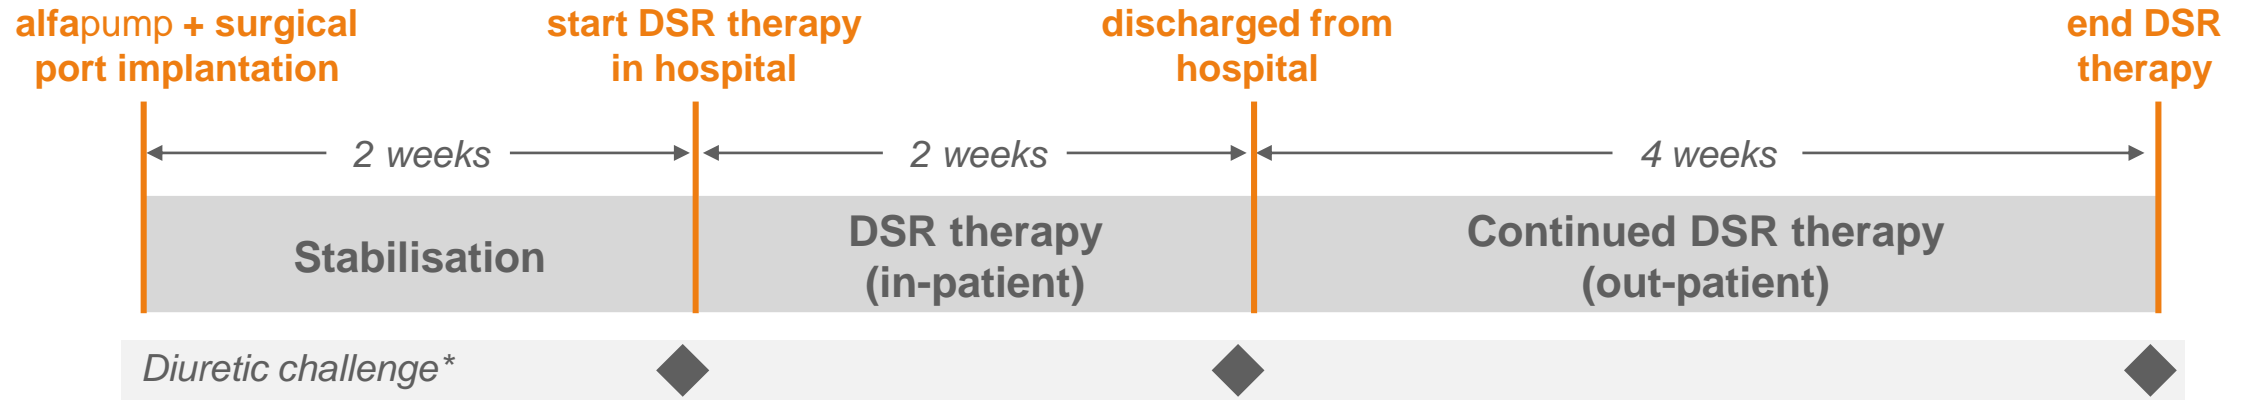 alfapump + surgical
port implantation
start DSR therapy
in hospital
discharged from
hospital
end DSR
therapy
2 weeks
2 weeks
4 weeks
Stabilisation
DSR therapy
(in-patient)
Continued DSR therapy
(out-patient)
Diuretic challenge*